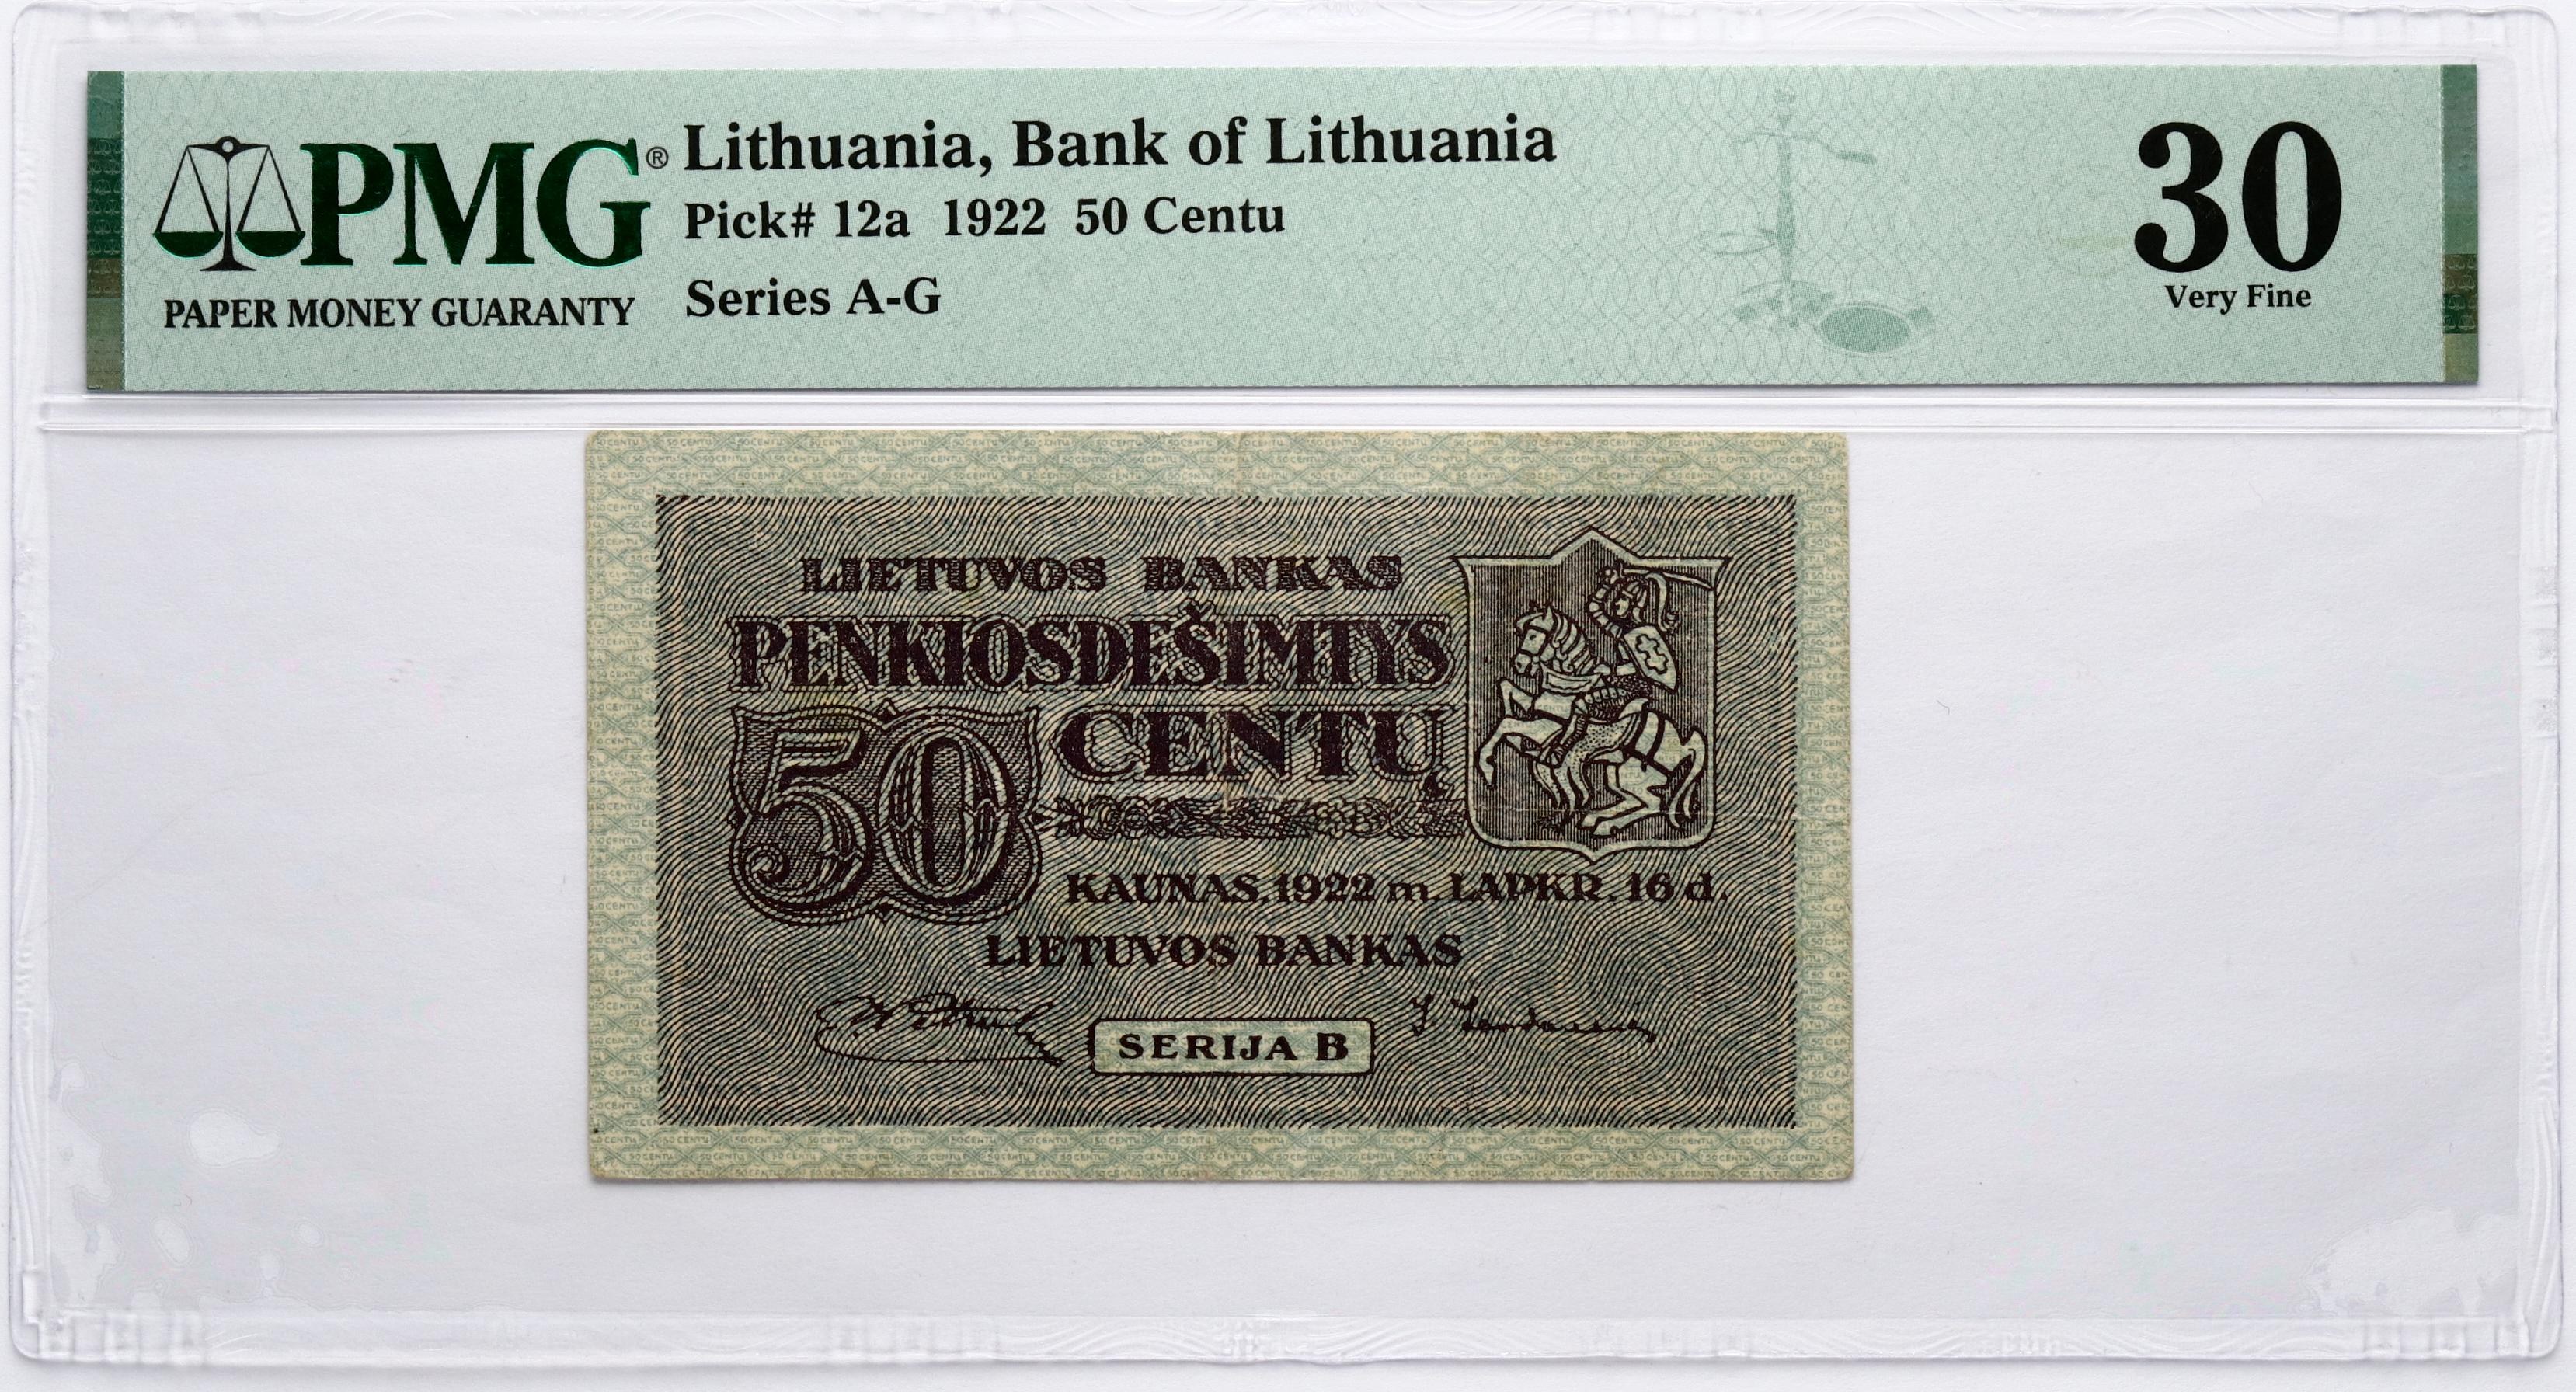 PMG®
PAPER MONEY GUARANTY
Lithuania, Bank of Lithuania
Pick# 12a 1922 50 Centu
Series A-G
30
Very Fine
LIETUVOS BANKAS
PENKIOSDEŠIMTYS
50 CENTŲ
KAUNAS, 1922 m. LAPKR. 16 d.
LIETUVOS BANKAS
SERIJA B